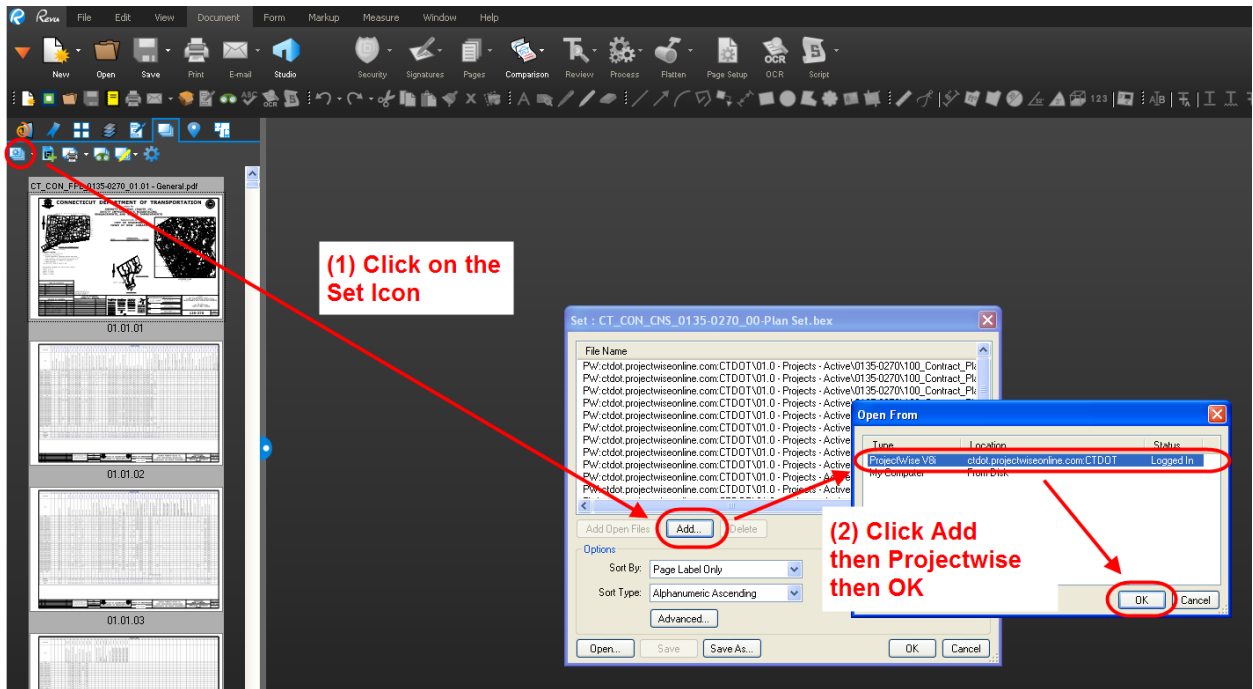 Revu File Edit View Document Form Markup Measure Window Help
New Open Save Print E-mail Studio Security Signatures Pages Comparison Review Process Flatten Page Setup OCR Script
CT_CON_FPL_0135-0270_01.01 - General.pdf
CONNECTICUT DEPARTMENT OF TRANSPORTATION
01.01.01
01.01.02
01.01.03
(1) Click on the
Set Icon
Set : CT_CON_CNS_0135-0270_00-Plan Set.bex
File Name
PW:ctdot.projectwiseonline.com:CTDOT\01.0 - Projects - Active\0135-0270\100_Contract_Pla
PW:ctdot.projectwiseonline.com:CTDOT\01.0 - Projects - Active\0135-0270\100_Contract_Pla
PW:ctdot.projectwiseonline.com:CTDOT\01.0 - Projects - Active\0135-0270\100_Contract_Pla
PW:ctdot.projectwiseonline.com:CTDOT\01.0 - Projects - Active
PW:ctdot.projectwiseonline.com:CTDOT\01.0 - Projects - Active
PW:ctdot.projectwiseonline.com:CTDOT\01.0 - Projects - Active
PW:ctdot.projectwiseonline.com:CTDOT\01.0 - Projects - Active
PW:ctdot.projectwiseonline.com:CTDOT\01.0 - Projects - Active
PW:ctdot.projectwiseonline.com:CTDOT\01.0 - Projects - Active
PW:ctdot.projectwiseonline.com:CTDOT\01.0 - Projects - Active
PW:ctdot.projectwiseonline.com:CTDOT\01.0 - Projects - Active
Add Open Files Add... Delete
Options
Sort By: Page Label Only
Sort Type: Alphanumeric Ascending
Advanced...
Open... Save Save As... OK Cancel
Open From
Type Location Status
ProjectWise V8i ctdot.projectwiseonline.com:CTDOT Logged In
My Computer From Disk
(2) Click Add
then Projectwise
then OK
OK Cancel